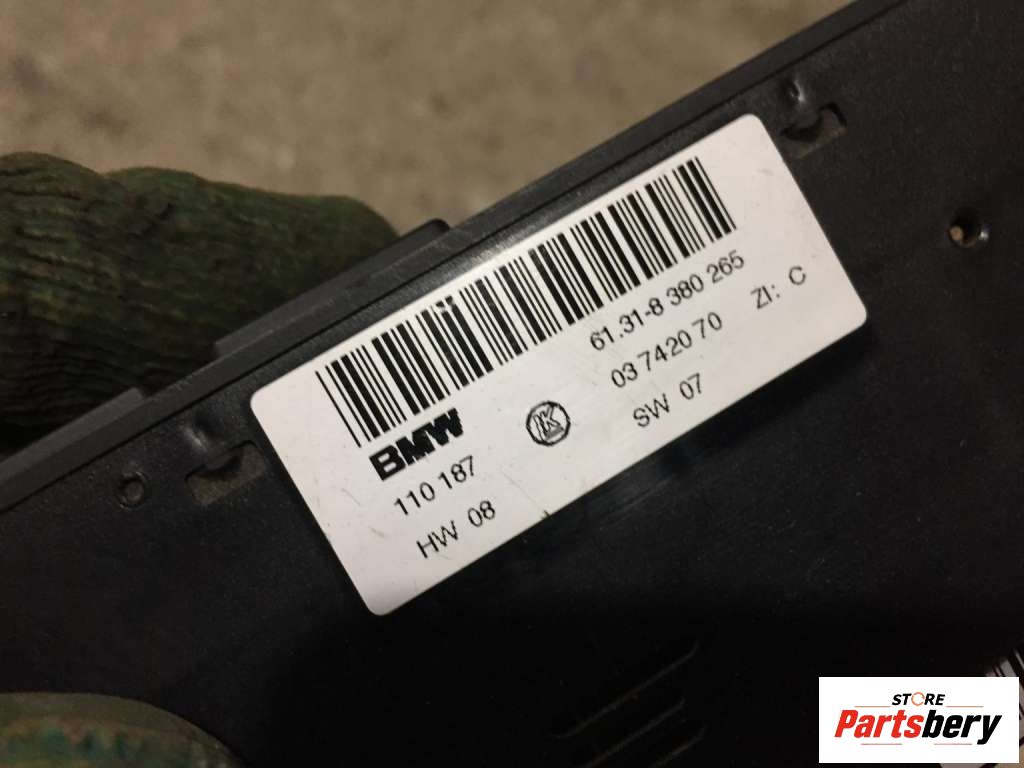 61.31-8 380 265
BMW
K
03 7420 70
110 187
ZI: C
HW 08
SW 07
STORE
Partsbery